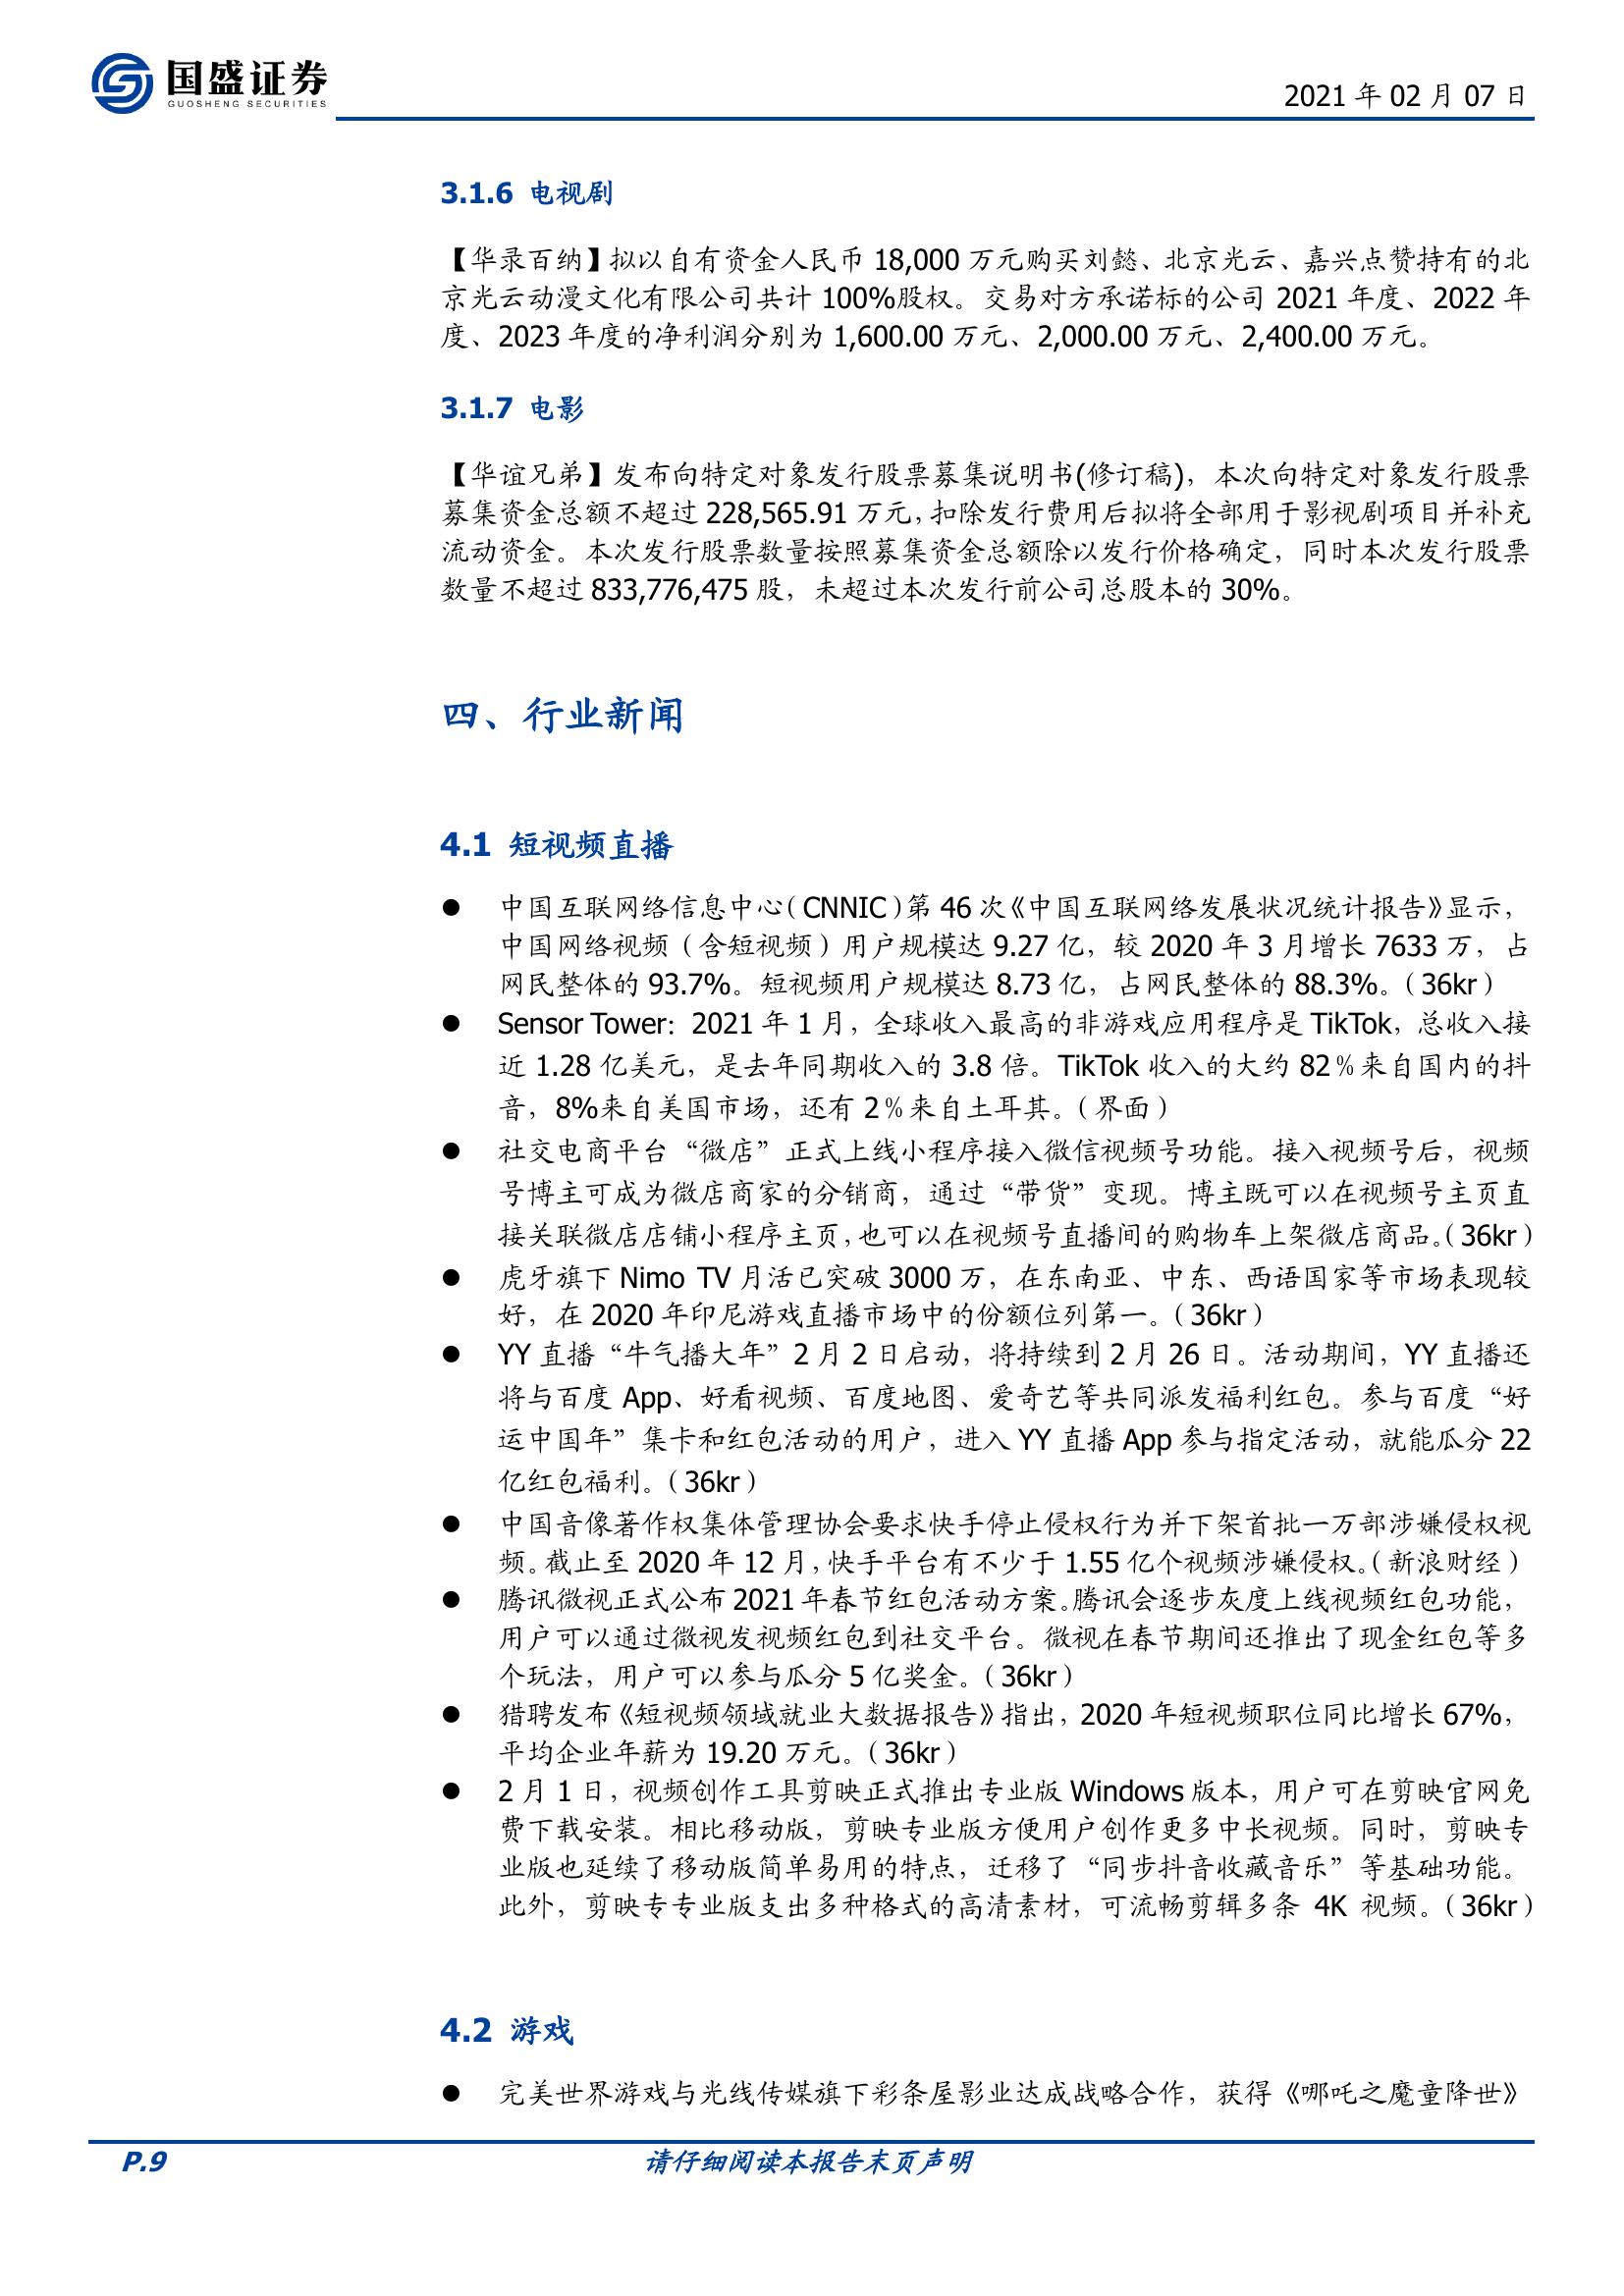 国盛证券
GUOSHENG SECURITIES
2021 年 02 月 07 日
3.1.6 电视剧
【华录百纳】拟以自有资金人民币 18,000 万元购买刘懿、北京光云、嘉兴点赞持有的北
京光云动漫文化有限公司共计 100%股权。交易对方承诺标的公司 2021 年度、2022 年
度、2023 年度的净利润分别为 1,600.00 万元、2,000.00 万元、2,400.00 万元。
3.1.7 电影
【华谊兄弟】发布向特定对象发行股票募集说明书(修订稿)，本次向特定对象发行股票
募集资金总额不超过 228,565.91 万元，扣除发行费用后拟将全部用于影视剧项目并补充
流动资金。本次发行股票数量按照募集资金总额除以发行价格确定，同时本次发行股票
数量不超过 833,776,475 股，未超过本次发行前公司总股本的 30%。
四、行业新闻
4.1 短视频直播
● 中国互联网络信息中心（CNNIC）第 46 次《中国互联网络发展状况统计报告》显示，
中国网络视频（含短视频）用户规模达 9.27 亿，较 2020 年 3 月增长 7633 万，占
网民整体的 93.7%。短视频用户规模达 8.73 亿，占网民整体的 88.3%。（36kr）
● Sensor Tower：2021 年 1 月，全球收入最高的非游戏应用程序是 TikTok，总收入接
近 1.28 亿美元，是去年同期收入的 3.8 倍。TikTok 收入的大约 82％来自国内的抖
音，8%来自美国市场，还有 2％来自土耳其。（界面）
● 社交电商平台“微店”正式上线小程序接入微信视频号功能。接入视频号后，视频
号博主可成为微店商家的分销商，通过“带货”变现。博主既可以在视频号主页直
接关联微店店铺小程序主页，也可以在视频号直播间的购物车上架微店商品。（36kr）
● 虎牙旗下 Nimo TV 月活已突破 3000 万，在东南亚、中东、西语国家等市场表现较
好，在 2020 年印尼游戏直播市场中的份额位列第一。（36kr）
● YY 直播“牛气播大年”2 月 2 日启动，将持续到 2 月 26 日。活动期间，YY 直播还
将与百度 App、好看视频、百度地图、爱奇艺等共同派发福利红包。参与百度“好
运中国年”集卡和红包活动的用户，进入 YY 直播 App 参与指定活动，就能瓜分 22
亿红包福利。（36kr）
● 中国音像著作权集体管理协会要求快手停止侵权行为并下架首批一万部涉嫌侵权视
频。截止至 2020 年 12 月，快手平台有不少于 1.55 亿个视频涉嫌侵权。（新浪财经）
● 腾讯微视正式公布 2021 年春节红包活动方案。腾讯会逐步灰度上线视频红包功能，
用户可以通过微视发视频红包到社交平台。微视在春节期间还推出了现金红包等多
个玩法，用户可以参与瓜分 5 亿奖金。（36kr）
● 猎聘发布《短视频领域就业大数据报告》指出，2020 年短视频职位同比增长 67%，
平均企业年薪为 19.20 万元。（36kr）
● 2 月 1 日，视频创作工具剪映正式推出专业版 Windows 版本，用户可在剪映官网免
费下载安装。相比移动版，剪映专业版方便用户创作更多中长视频。同时，剪映专
业版也延续了移动版简单易用的特点，迁移了“同步抖音收藏音乐”等基础功能。
此外，剪映专专业版支出多种格式的高清素材，可流畅剪辑多条 4K 视频。（36kr）
4.2 游戏
● 完美世界游戏与光线传媒旗下彩条屋影业达成战略合作，获得《哪吒之魔童降世》
P.9
请仔细阅读本报告末页声明